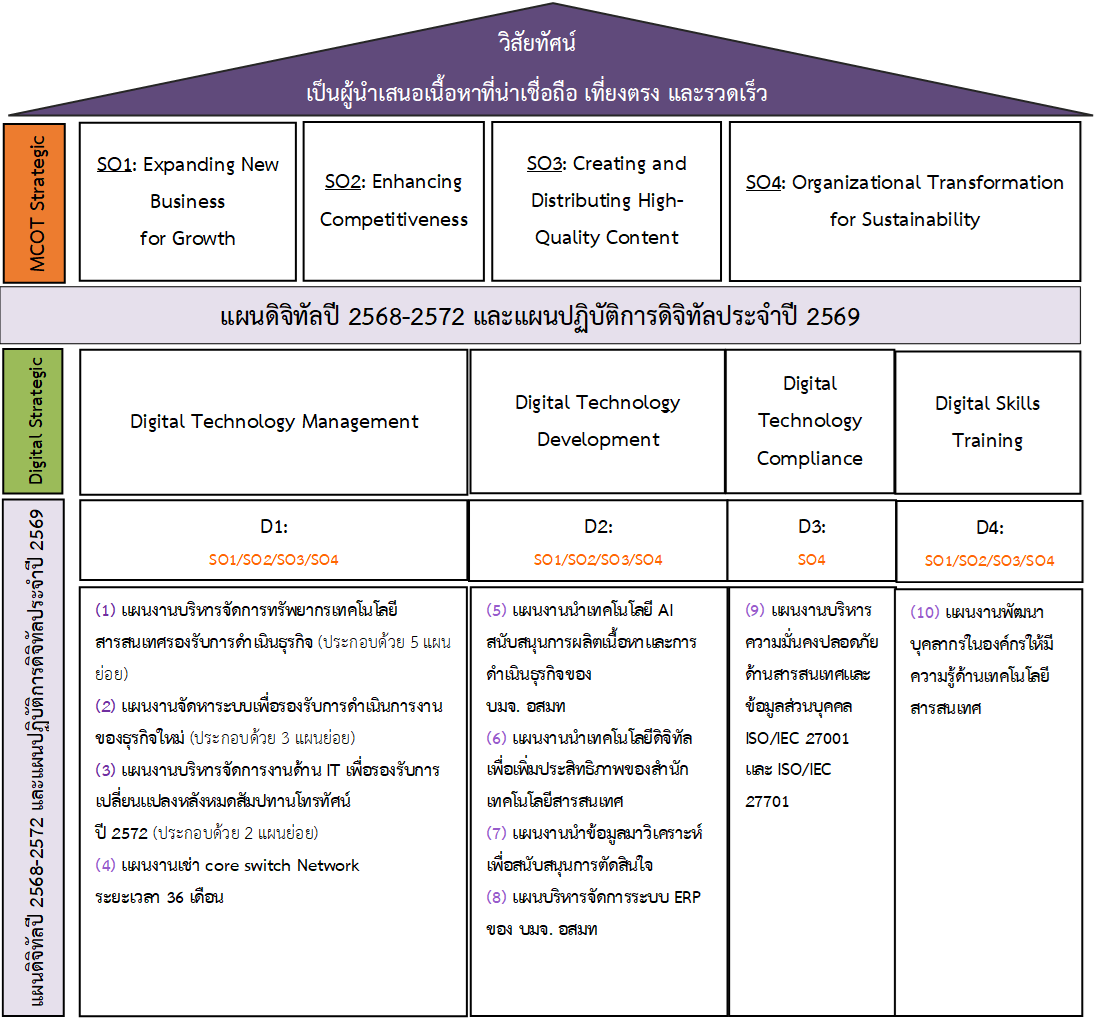 วิสัยทัศน์
เป็นผู้นำเสนอเนื้อหาที่น่าเชื่อถือ เที่ยงตรง และรวดเร็ว
MCOT Strategic
SO1: Expanding New
Business
for Growth
SO2: Enhancing
Competitiveness
SO3: Creating and
Distributing High-
Quality Content
SO4: Organizational Transformation
for Sustainability
แผนดิจิทัลปี 2568-2572 และแผนปฏิบัติการดิจิทัลประจำปี 2569
Digital Strategic
Digital Technology Management
Digital Technology
Development
Digital
Technology
Compliance
Digital Skills
Training
แผนดิจิทัลปี 2568-2572 และแผนปฏิบัติการดิจิทัลประจำปี 2569
D1:
SO1/SO2/SO3/SO4
D2:
SO1/SO2/SO3/SO4
D3:
SO4
D4:
SO1/SO2/SO3/SO4
(1) แผนงานบริหารจัดการทรัพยากรเทคโนโลยี
สารสนเทศรองรับการดำเนินธุรกิจ (ประกอบด้วย 5 แผน
ย่อย)
(2) แผนงานจัดหาระบบเพื่อรองรับการดำเนินการงาน
ของธุรกิจใหม่ (ประกอบด้วย 3 แผนย่อย)
(3) แผนงานบริหารจัดการงานด้าน IT เพื่อรองรับการ
เปลี่ยนแปลงหลังหมดสัมปทานโทรทัศน์
ปี 2572 (ประกอบด้วย 2 แผนย่อย)
(4) แผนงานเช่า core switch Network
ระยะเวลา 36 เดือน
(5) แผนงานนำเทคโนโลยี AI
สนับสนุนการผลิตเนื้อหาและการ
ดำเนินธุรกิจของ
บมจ. อสมท
(6) แผนงานนำเทคโนโลยีดิจิทัล
เพื่อเพิ่มประสิทธิภาพของสำนัก
เทคโนโลยีสารสนเทศ
(7) แผนงานนำข้อมูลมาวิเคราะห์
เพื่อสนับสนุนการตัดสินใจ
(8) แผนบริหารจัดการระบบ ERP
ของ บมจ. อสมท
(9) แผนงานบริหาร
ความมั่นคงปลอดภัย
ด้านสารสนเทศและ
ข้อมูลส่วนบุคคล
ISO/IEC 27001
และ ISO/IEC
27701
(10) แผนงานพัฒนา
บุคลากรในองค์กรให้มี
ความรู้ด้านเทคโนโลยี
สารสนเทศ